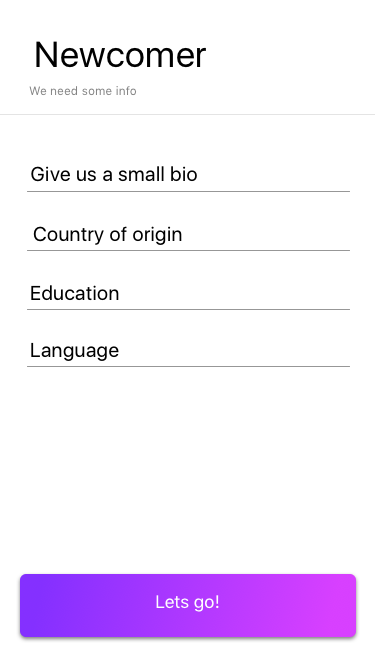 Newcomer
We need some info
Give us a small bio
Country of origin
Education
Language
Lets go!